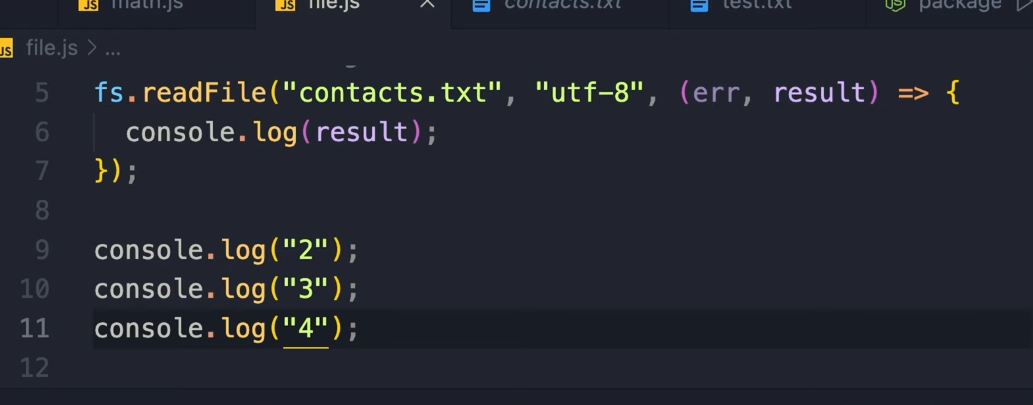 JS math.js JS file.js contacts.txt test.txt package
JS file.js > ...
5 fs.readFile("contacts.txt", "utf-8", (err, result) => {
6 console.log(result);
7 });
8
9 console.log("2");
10 console.log("3");
11 console.log("4");
12